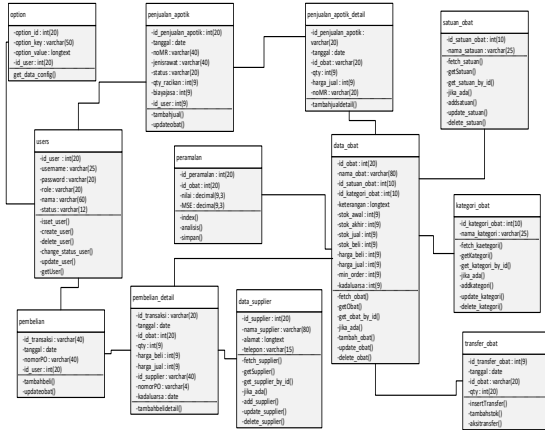 option
-option_id : int(20)
-option_key : varchar(50)
-option_value : longtext
-id_user : int(20)
get_data_config()
penjualan_apotik
-id_penjualan_apotik : int(20)
-tanggal : date
-noMR : varchar(40)
-jenisrawat : varchar(40)
-status : varchar(20)
-qty_racikan : int(9)
-biayajasa : int(9)
-id_user : int(9)
-tambahjual()
-updateobat()
penjualan_apotik_detail
-id_penjualan_apotik :
varchar(20)
-tanggal : date
-id_obat : varchar(20)
-qty : int(9)
-harga_jual : int(9)
-noMR : varchar(20)
-tambahjualdetail()
satuan_obat
-id_satuan_obat : int(10)
-nama_satauan : varchar(25)
-fetch_satuan()
-getSatuan()
-get_satuan_by_id()
-jika_ada()
-addsatuan()
-update_satuan()
-delete_satuan()
users
-id_user : int(20)
-username : varchar(25)
-password : varchar(20)
-role : varchar(20)
-nama : varchar(60)
-status : varchar(12)
-isset_user()
-create_user()
-delete_user()
-change_status_user()
-update_user()
-getUser()
peramalan
-id_peramalan : int(20)
-id_obat : int(20)
-nilai : decimal(9,3)
-MSE : decima(9,3)
-index()
-analisis()
-simpan()
data_obat
-id_obat : int(20)
-nama_obat : varchar(80)
-id_satuan_obat : int(10)
-id_kategori_obat : int(10)
-keterangan : longtext
-stok_awal : int(9)
-stok_akhir : int(9)
-stok_jual : int(9)
-stok_beli : int(9)
-harga_beli : int(9)
-harga_jual : int(9)
-min_order : int(9)
-kadaluarsa : int(9)
-fetch_obat()
-getObat()
-get_obat_by_id()
-jika_ada()
-tambah_obat()
-update_obat()
-delete_obat()
kategori_obat
-id_kategori_obat : int(10)
-nama_kategori : varchar(25)
-fetch_kaetegori()
-getKategori()
-get_kategori_by_id()
-jika_ada()
-addkategori()
-update_kategori()
-delete_kategori()
pembelian
-id_transaksi : varchar(40)
-tanggal : date
-nomorPO : varchar(40)
-id_user : int(20)
-tambahbeli()
-updateobat()
pembelian_detail
-id_transaksi : varchar(20)
-tanggal : date
-id_obat : int(20)
-qty : int(9)
-harga_beli : int(9)
-harga_jual : int(9)
-id_supplier : varchar(40)
-nomorPO : varchar(4)
-kadaluarsa : date
-tambahbelidetail()
data_supplier
-id_supplier : int(20)
-nama_supplier : varchar(80)
-alamat : longtext
-telepon : varchar(15)
-fetch_supplier()
-getSupplier()
-get_supplier_by_id()
-jika_ada()
-add_supplier()
-update_supplier()
-delete_supplier()
transfer_obat
-id_transfer_obat : int(9)
-tanggal : date
-id_obat : varchar(20)
-qty : int(20)
-insertTransfer()
-tambahstok()
-aksitransfer()